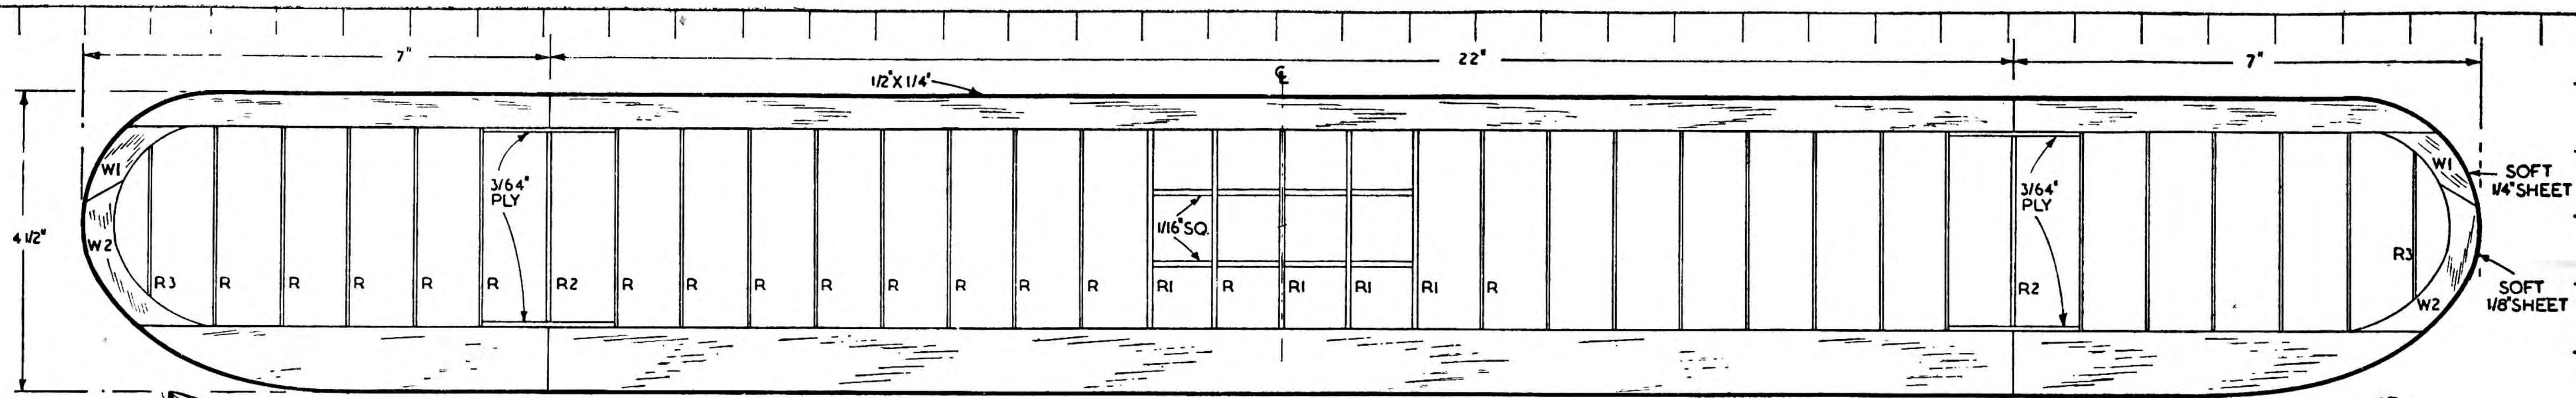 7"
22"
7"
1/2"X1/4"
℄
W1
W2
4 1/2"
3/64"
PLY
1/16"SQ.
3/64"
PLY
W1
SOFT
1/4"SHEET
R3
W2
SOFT
1/8"SHEET
R3 R R R R R R2 R R R R R R R R R1 R R1 R1 R1 R R2